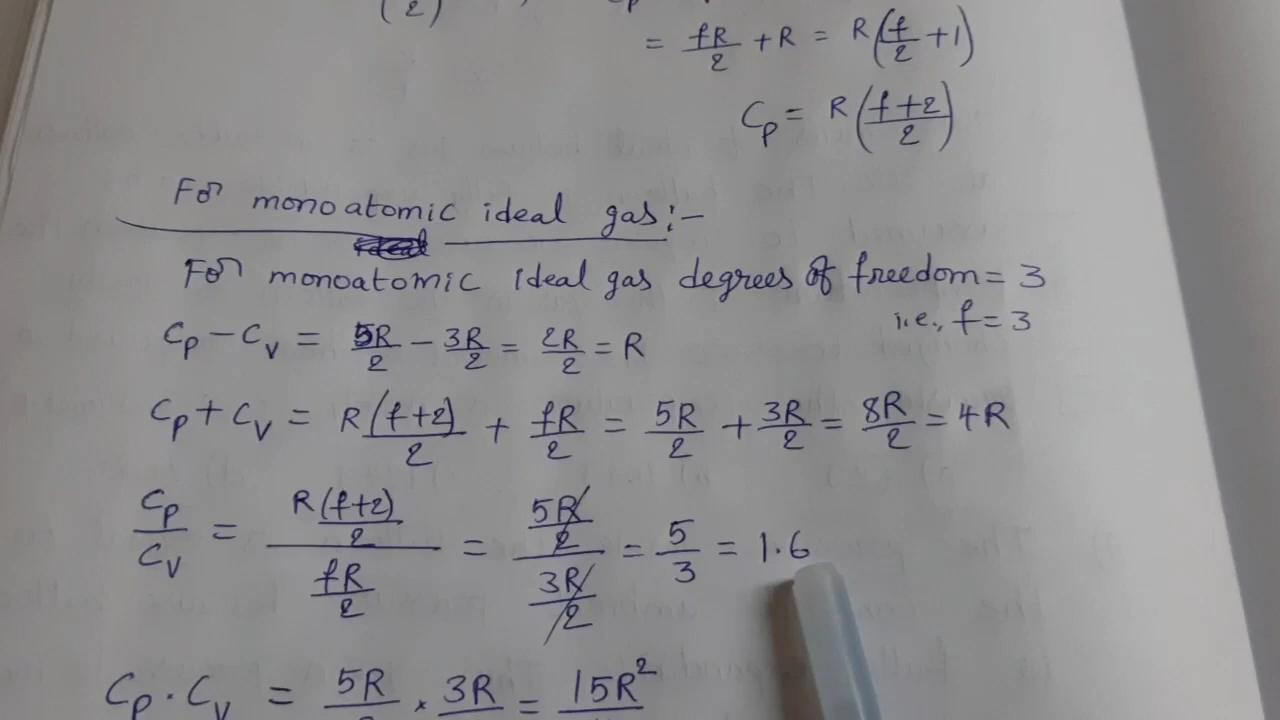 = fR/2 + R = R(f/2 + 1)
Cp = R(f+2/2)
For monoatomic ideal gas:-
For monoatomic ideal gas degrees of freedom = 3
i.e., f = 3
Cp - Cv = 5R/2 - 3R/2 = 2R/2 = R
Cp + Cv = R(f+2)/2 + fR/2 = 5R/2 + 3R/2 = 8R/2 = 4R
Cp/Cv = R(f+2)/2 / fR/2 = 5R/2 / 3R/2 = 5/3 = 1.6
Cp . Cv = 5R × 3R = 15R²